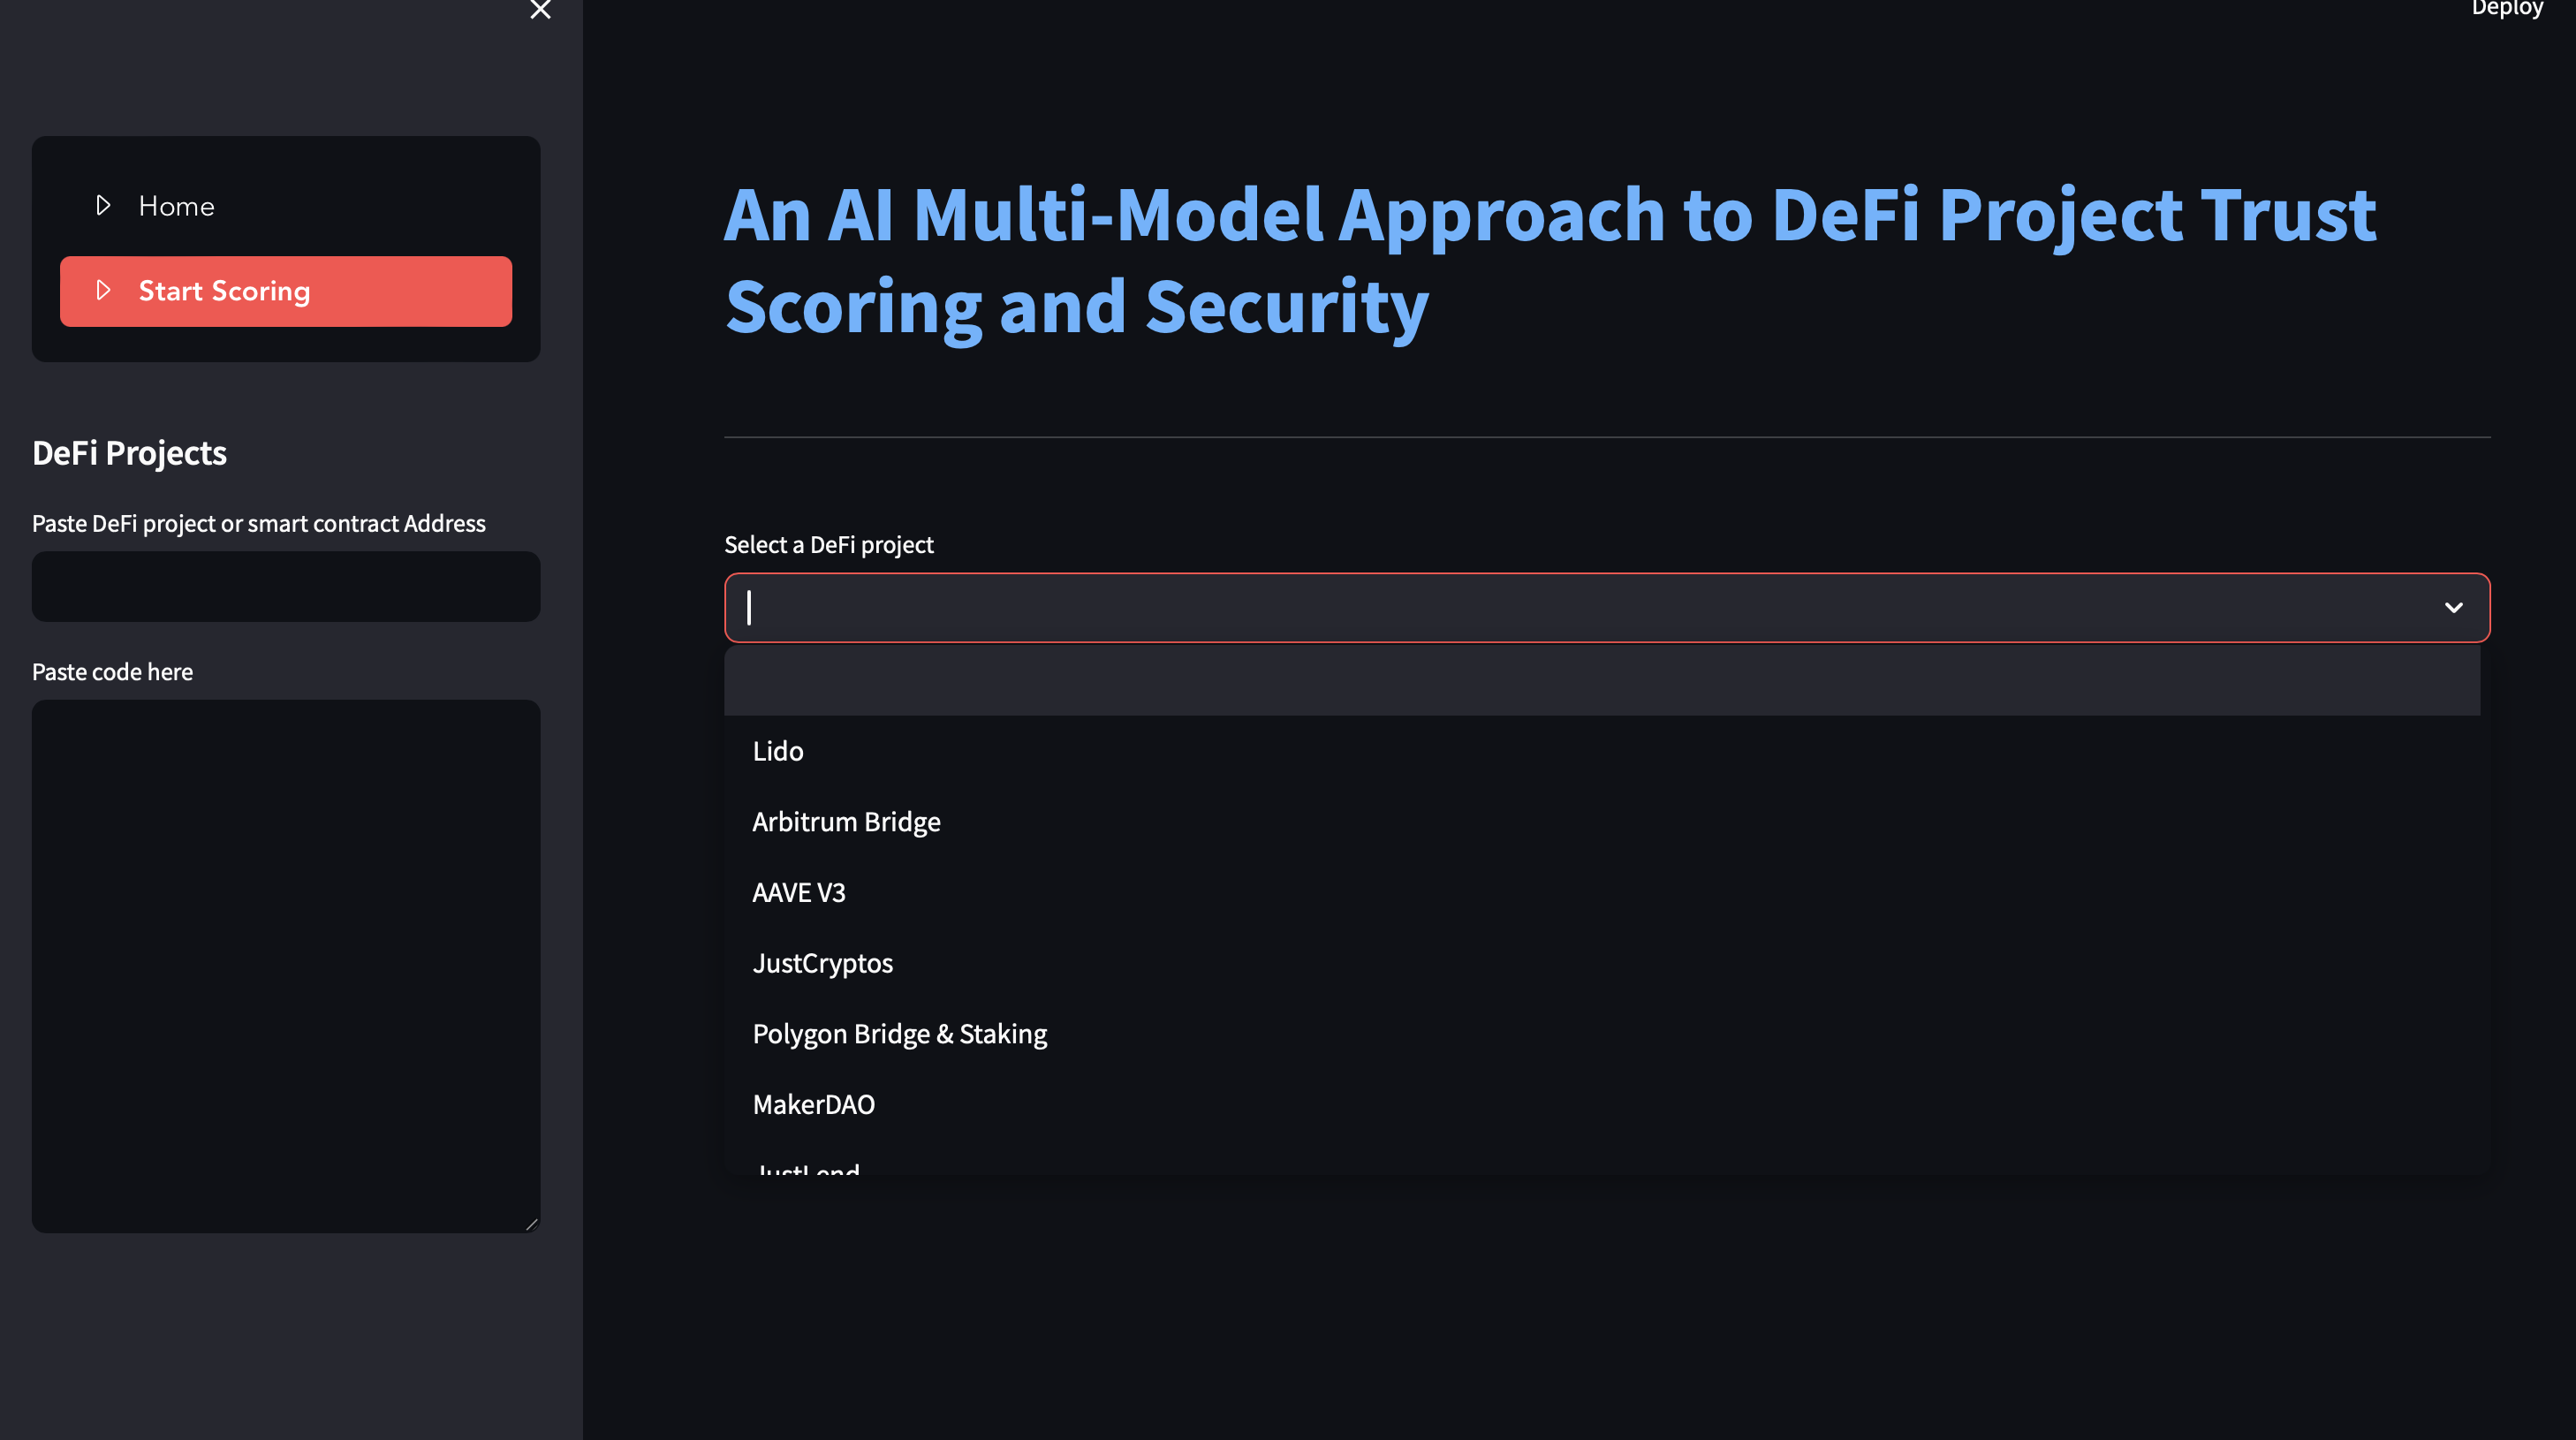 Deploy
Home
Start Scoring
DeFi Projects
Paste DeFi project or smart contract Address
Paste code here
An AI Multi-Model Approach to DeFi Project Trust
Scoring and Security
Select a DeFi project
Lido
Arbitrum Bridge
AAVE V3
JustCryptos
Polygon Bridge & Staking
MakerDAO
JustLend